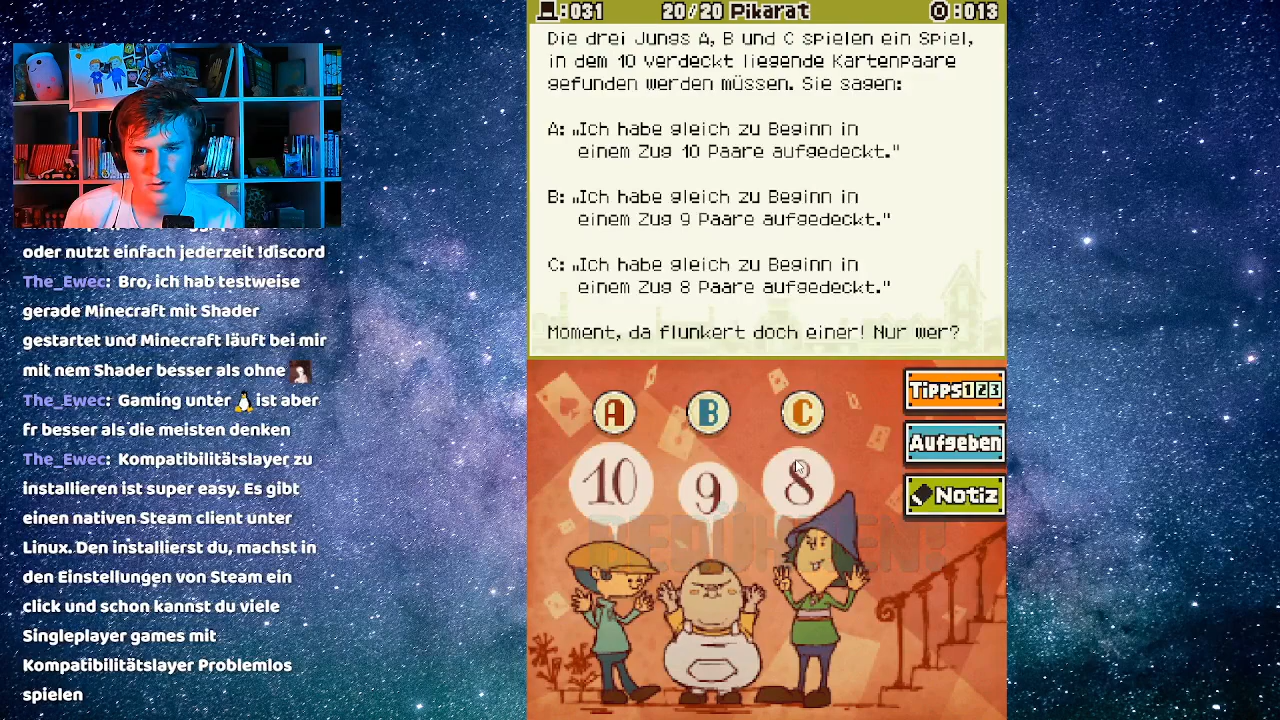 :031 20/20 Pikarat :013
Die drei Jungs A, B und C spielen ein Spiel,
in dem 10 verdeckt liegende Kartenpaare
gefunden werden müssen. Sie sagen:
A: „Ich habe gleich zu Beginn in
einem Zug 10 Paare aufgedeckt."
B: „Ich habe gleich zu Beginn in
einem Zug 9 Paare aufgedeckt."
C: „Ich habe gleich zu Beginn in
einem Zug 8 Paare aufgedeckt."
Moment, da flunkert doch einer! Nur wer?
A B C
10 9 8
Tipps123
Aufgeben
Notiz
oder nutzt einfach jederzeit !discord
The_Ewec: Bro, ich hab testweise
gerade Minecraft mit Shader
gestartet und Minecraft läuft bei mir
mit nem Shader besser als ohne
The_Ewec: Gaming unter ist aber
fr besser als die meisten denken
The_Ewec: Kompatibilitätslayer zu
installieren ist super easy. Es gibt
einen nativen Steam client unter
Linux. Den installierst du, machst in
den Einstellungen von Steam ein
click und schon kannst du viele
Singleplayer games mit
Kompatibilitätslayer Problemlos
spielen